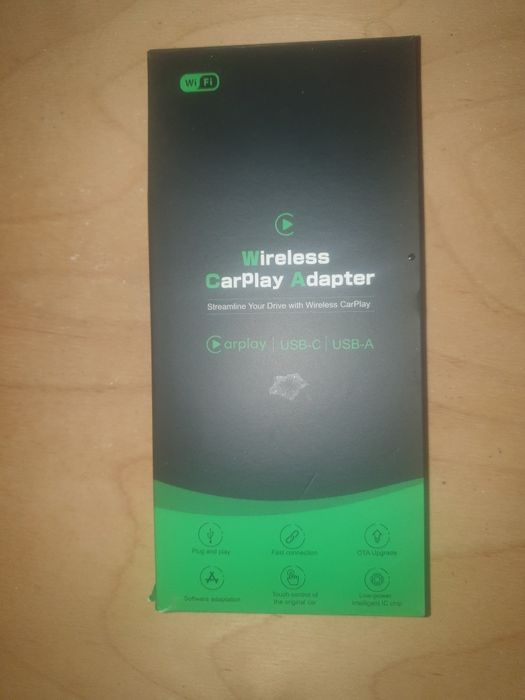 WiFi
Wireless
CarPlay Adapter
Streamline Your Drive with Wireless CarPlay
Carplay | USB-C | USB-A
Plug and play
Fast connection
OTA Upgrade
Software adaptation
Touch control of
the original car
Low-power
intelligent IC chip